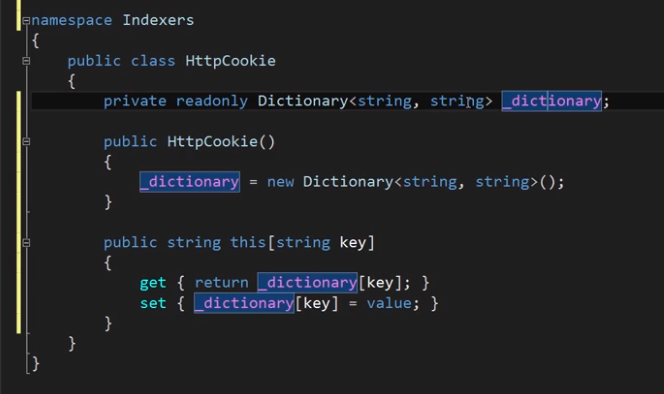 namespace Indexers
{
    public class HttpCookie
    {
        private readonly Dictionary<string, string> _dictionary;
        public HttpCookie()
        {
            _dictionary = new Dictionary<string, string>();
        }
        public string this[string key]
        {
            get { return _dictionary[key]; }
            set { _dictionary[key] = value; }
        }
    }
}